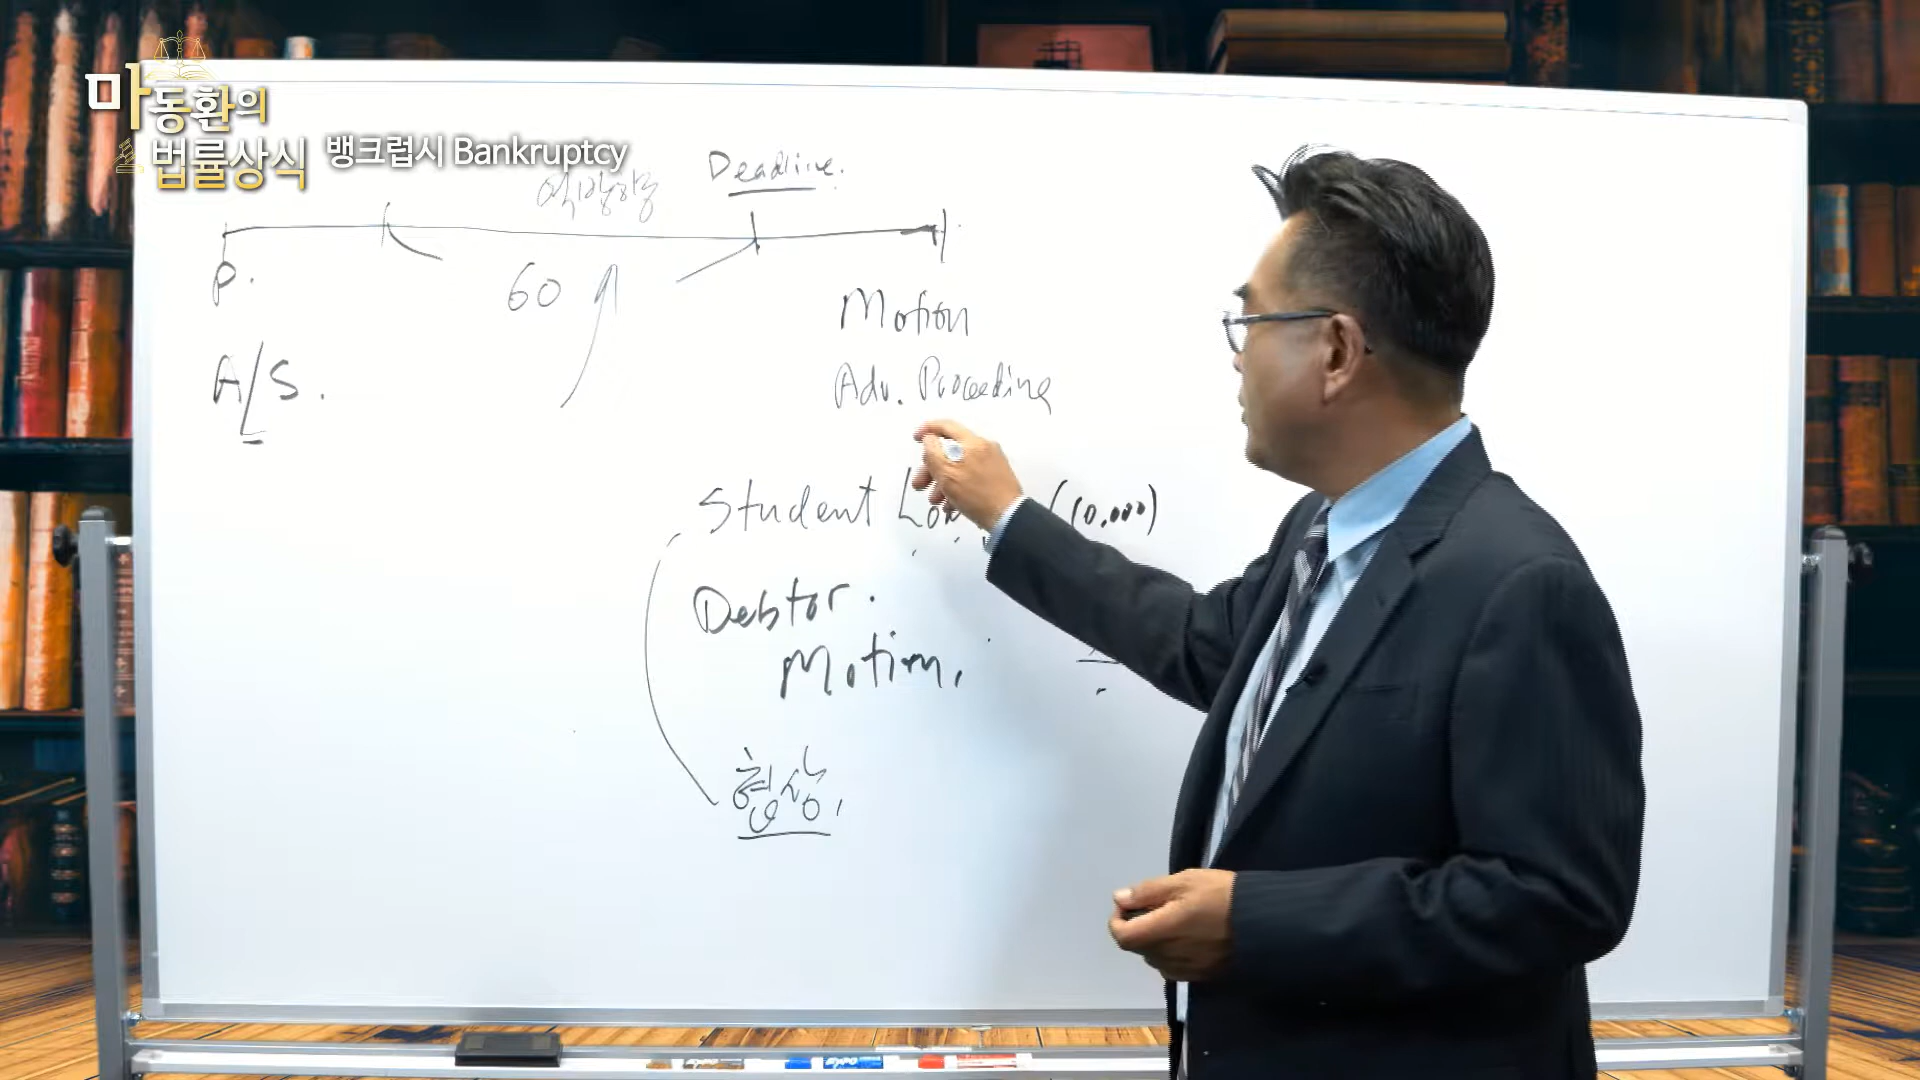 마동환의
법률상식
뱅크럽시 Bankruptcy
Deadline.
P.
60
Motion
A/S.
Adv. Proceeding
Student (10,000)
Debtor.
Motion.
협상,